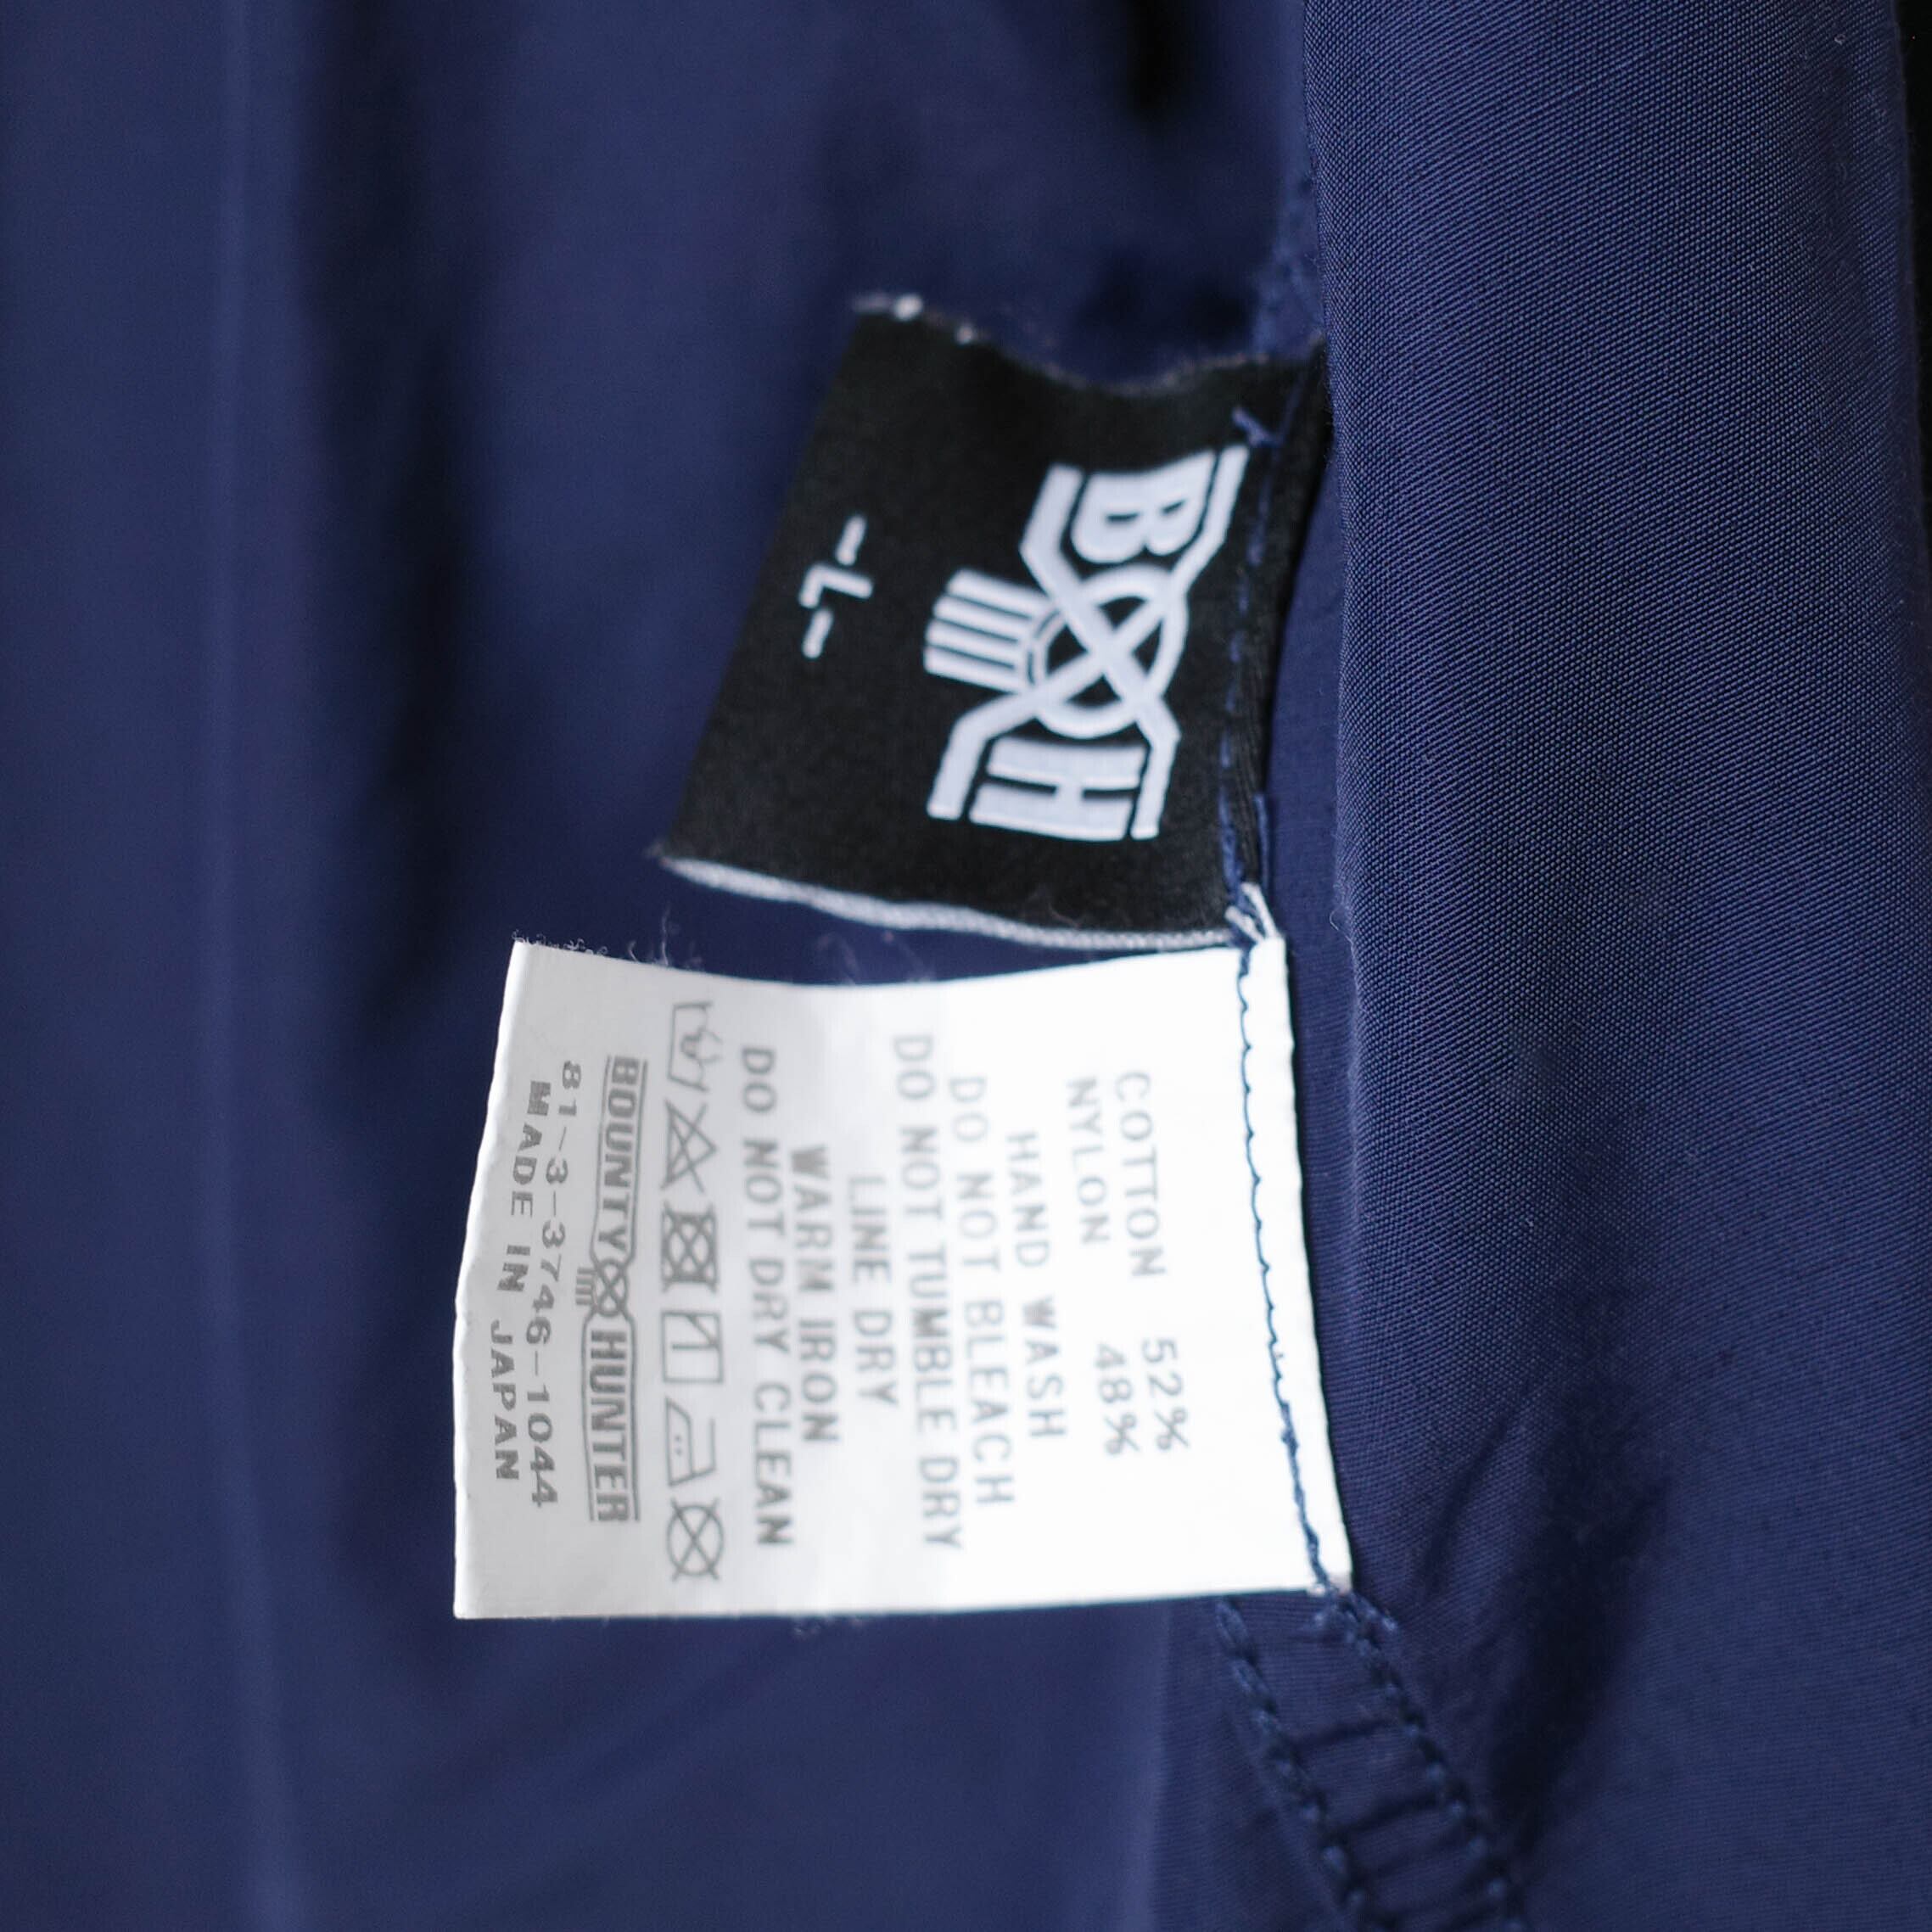 B H
-L-
COTTON 52%
NYLON 48%
HAND WASH
DO NOT BLEACH
DO NOT TUMBLE DRY
LINE DRY
WARM IRON
DO NOT DRY CLEAN
BOUNTY HUNTER
81-3-3746-1044
MADE IN JAPAN